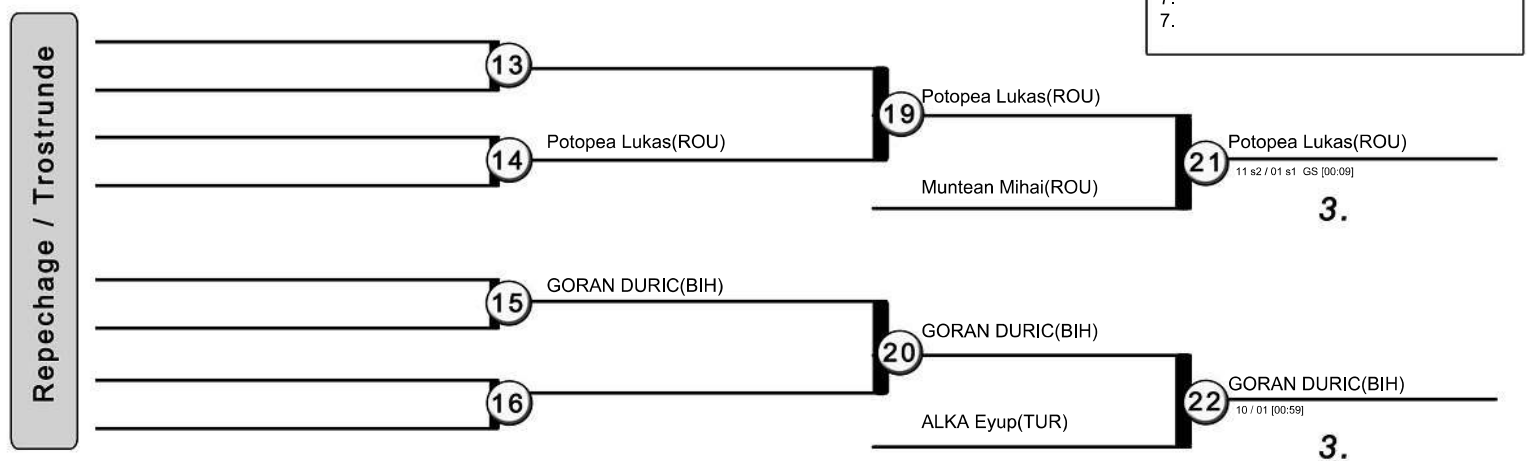 7.
7.
Repechage / Trostrunde
13
Potopea Lukas(ROU)
19
14
Potopea Lukas(ROU)
Potopea Lukas(ROU)
21
11 s2 / 01 s1 GS [00:09]
Muntean Mihai(ROU)
3.
15
GORAN DURIC(BIH)
GORAN DURIC(BIH)
20
GORAN DURIC(BIH)
16
22
10 / 01 [00:59]
ALKA Eyup(TUR)
3.